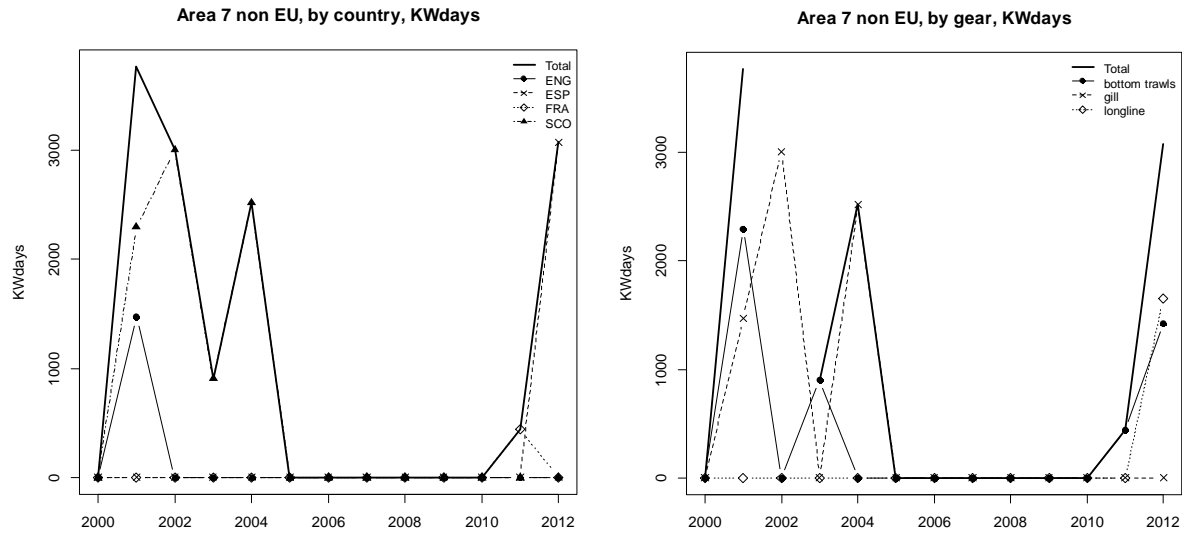 Area 7 non EU, by country, KWdays
Total
ENG
ESP
FRA
SCO
KWdays
3000
2000
1000
0
2000 2002 2004 2006 2008 2010 2012
Area 7 non EU, by gear, KWdays
Total
bottom trawls
gill
longline
KWdays
3000
2000
1000
0
2000 2002 2004 2006 2008 2010 2012